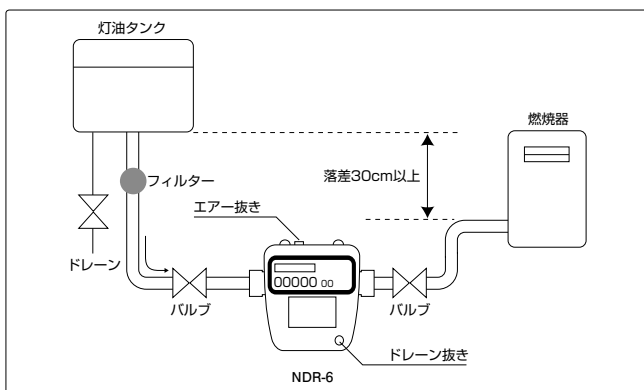 灯油タンク
燃焼器
落差30cm以上
フィルター
エアー抜き
ドレーン
バルブ
00000 00
バルブ
ドレーン抜き
NDR-6